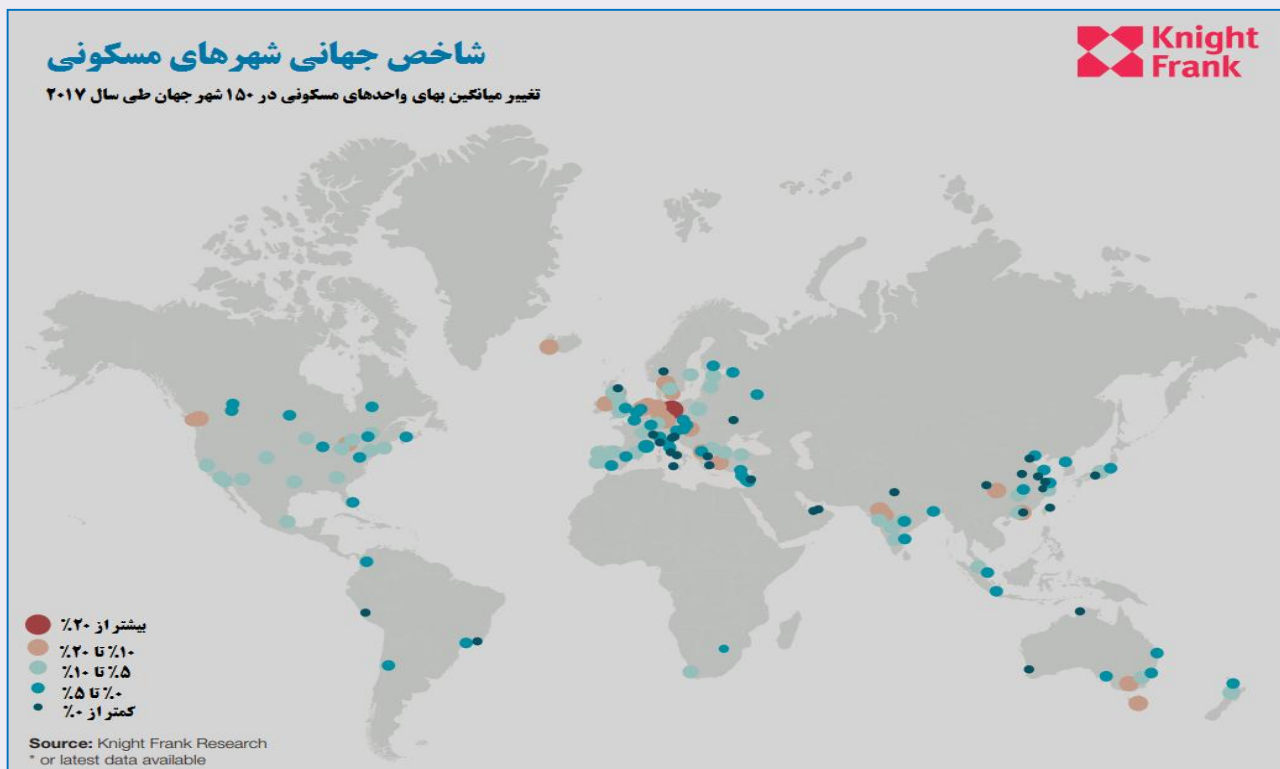 شاخص جهانی شهرهای مسکونی
تغییر میانگین بهای واحدهای مسکونی در ۱۵۰ شهر جهان طی سال ۲۰۱۷
Knight
Frank
بیشتر از ۲۰٪
۱۰٪ تا ۲۰٪
۵٪ تا ۱۰٪
۰٪ تا ۵٪
کمتر از ۰٪
Source: Knight Frank Research
* or latest data available